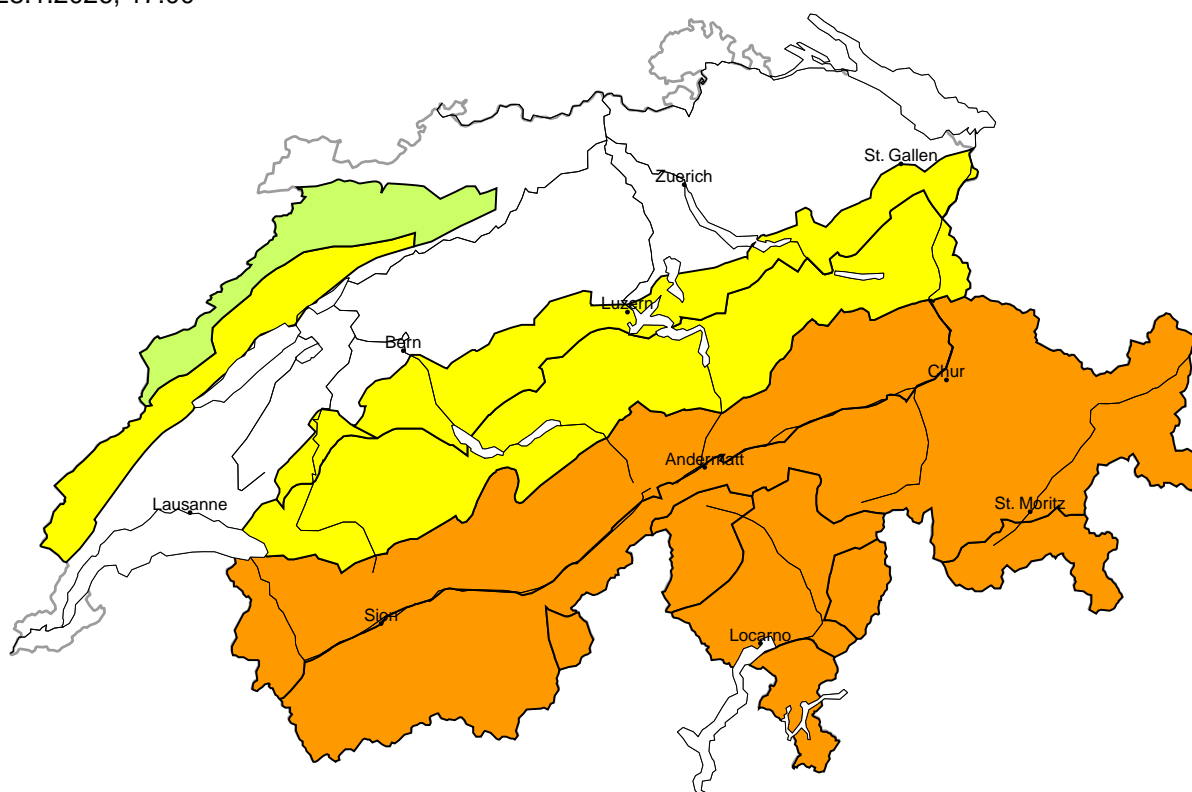 St. Gallen
Zuerich
Luzern
Bern
Chur
Andermatt
Lausanne
St. Moritz
Sion
Locarno